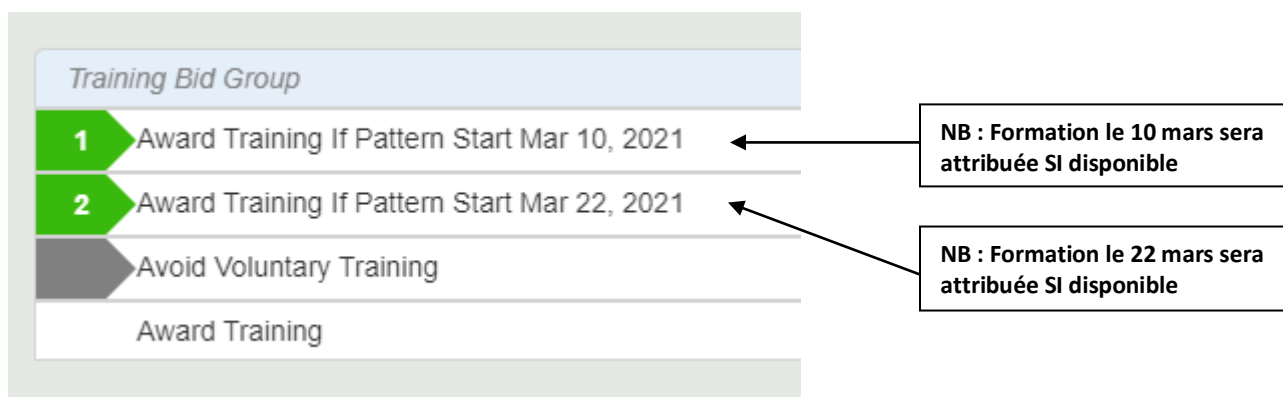 Training Bid Group
1 Award Training If Pattern Start Mar 10, 2021
NB : Formation le 10 mars sera
attribuée SI disponible
2 Award Training If Pattern Start Mar 22, 2021
NB : Formation le 22 mars sera
attribuée SI disponible
Avoid Voluntary Training
Award Training